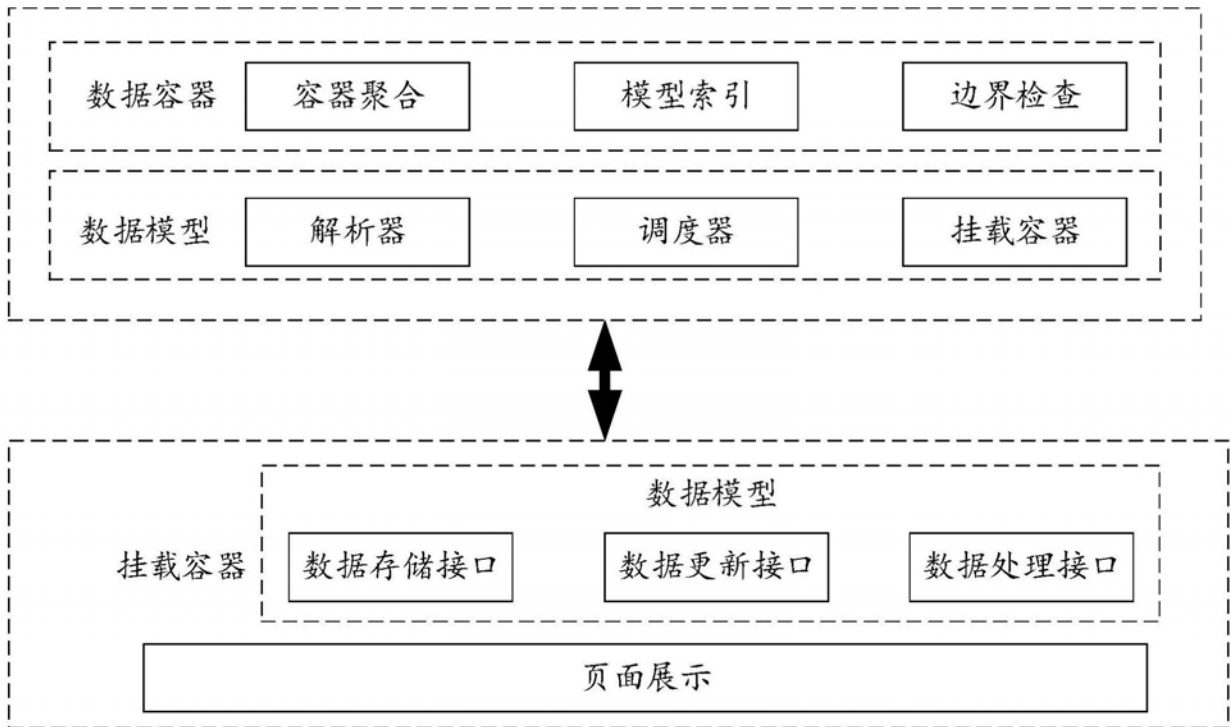 数据容器 容器聚合 模型索引 边界检查
数据模型 解析器 调度器 挂载容器
数据模型
挂载容器 数据存储接口 数据更新接口 数据处理接口
页面展示